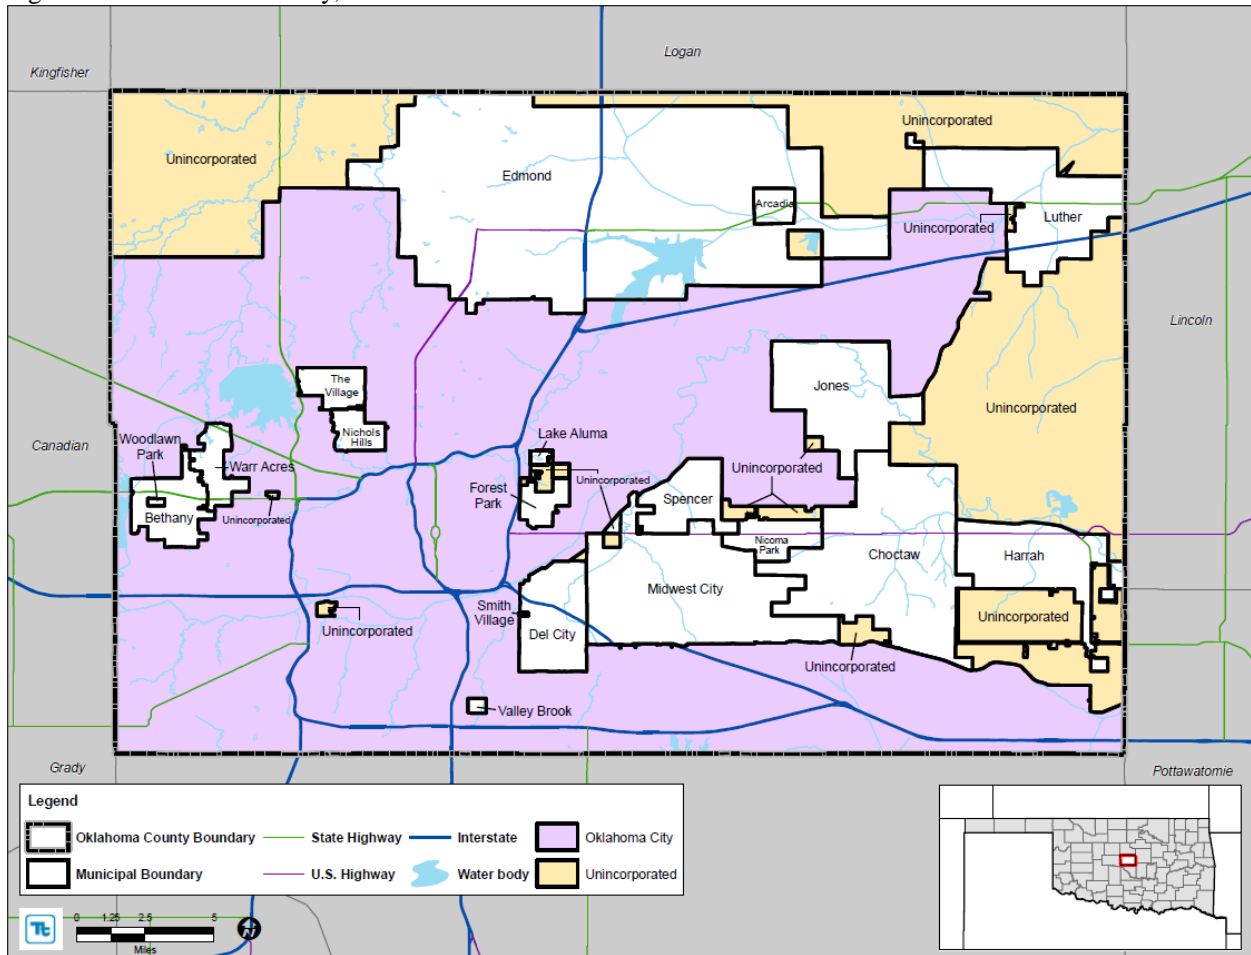 Logan
Kingfisher
Unincorporated
Unincorporated
Edmond
Arcadia
Unincorporated
Luther
Lincoln
The
Village
Jones
Unincorporated
Nichols
Hills
Canadian
Woodlawn
Park
Warr Acres
Lake Aluma
Unincorporated
Unincorporated
Forest
Park
Spencer
Bethany
Unincorporated
Nicoma
Park
Choctaw
Harrah
Midwest City
Smith
Village
Unincorporated
Del City
Unincorporated
Unincorporated
Valley Brook
Grady
Pottawatomie
Legend
Oklahoma County Boundary
State Highway
Interstate
Oklahoma City
Municipal Boundary
U.S. Highway
Water body
Unincorporated
Tt
0 1.25 2.5 5
Miles
N